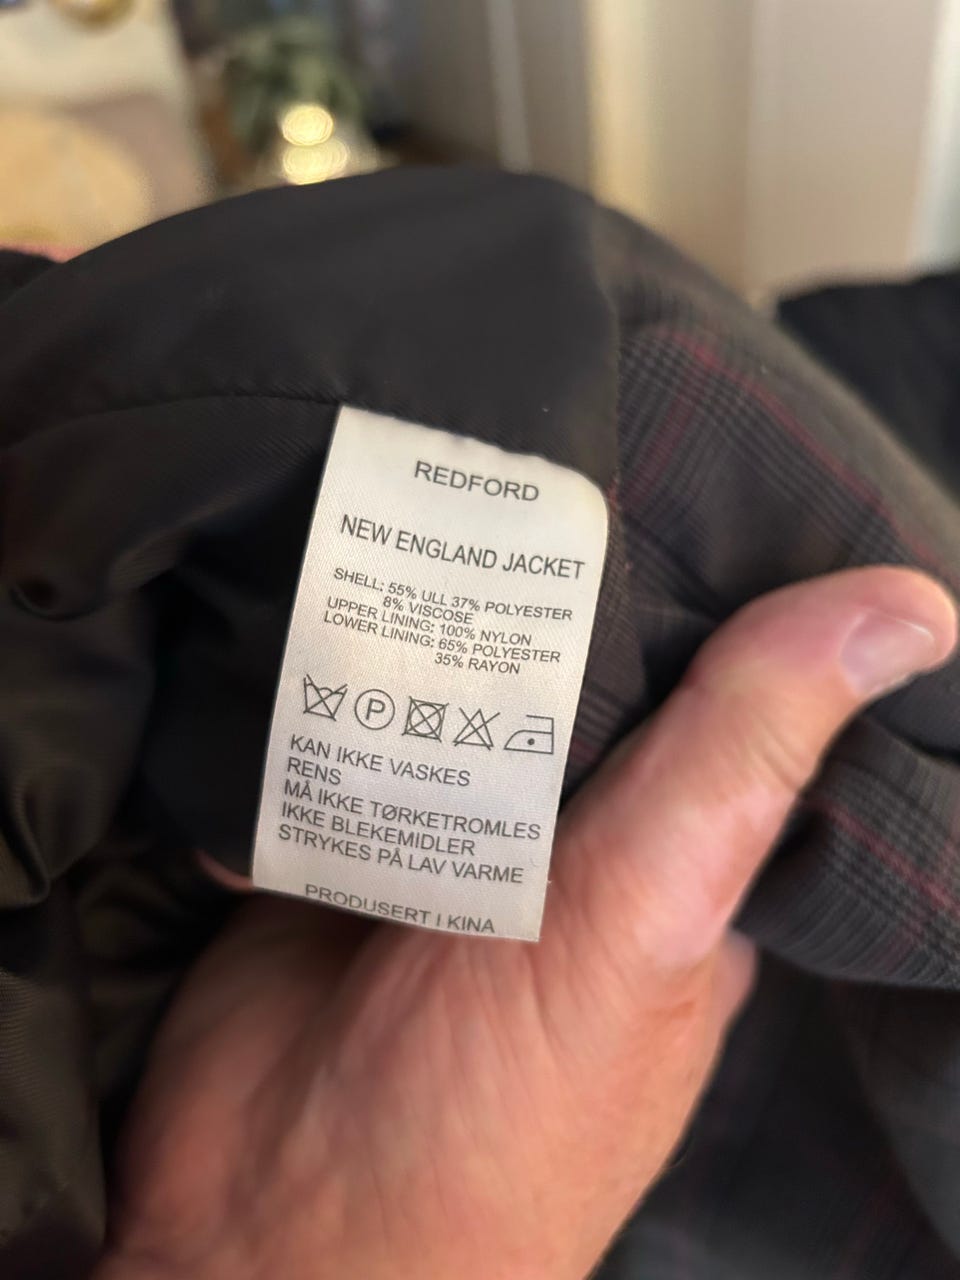 REDFORD
NEW ENGLAND JACKET
SHELL: 55% ULL 37% POLYESTER
8% VISCOSE
UPPER LINING: 100% NYLON
LOWER LINING: 65% POLYESTER
35% RAYON
P
KAN IKKE VASKES
RENS
MÅ IKKE TØRKETROMLES
IKKE BLEKEMIDLER
STRYKES PÅ LAV VARME
PRODUSERT I KINA